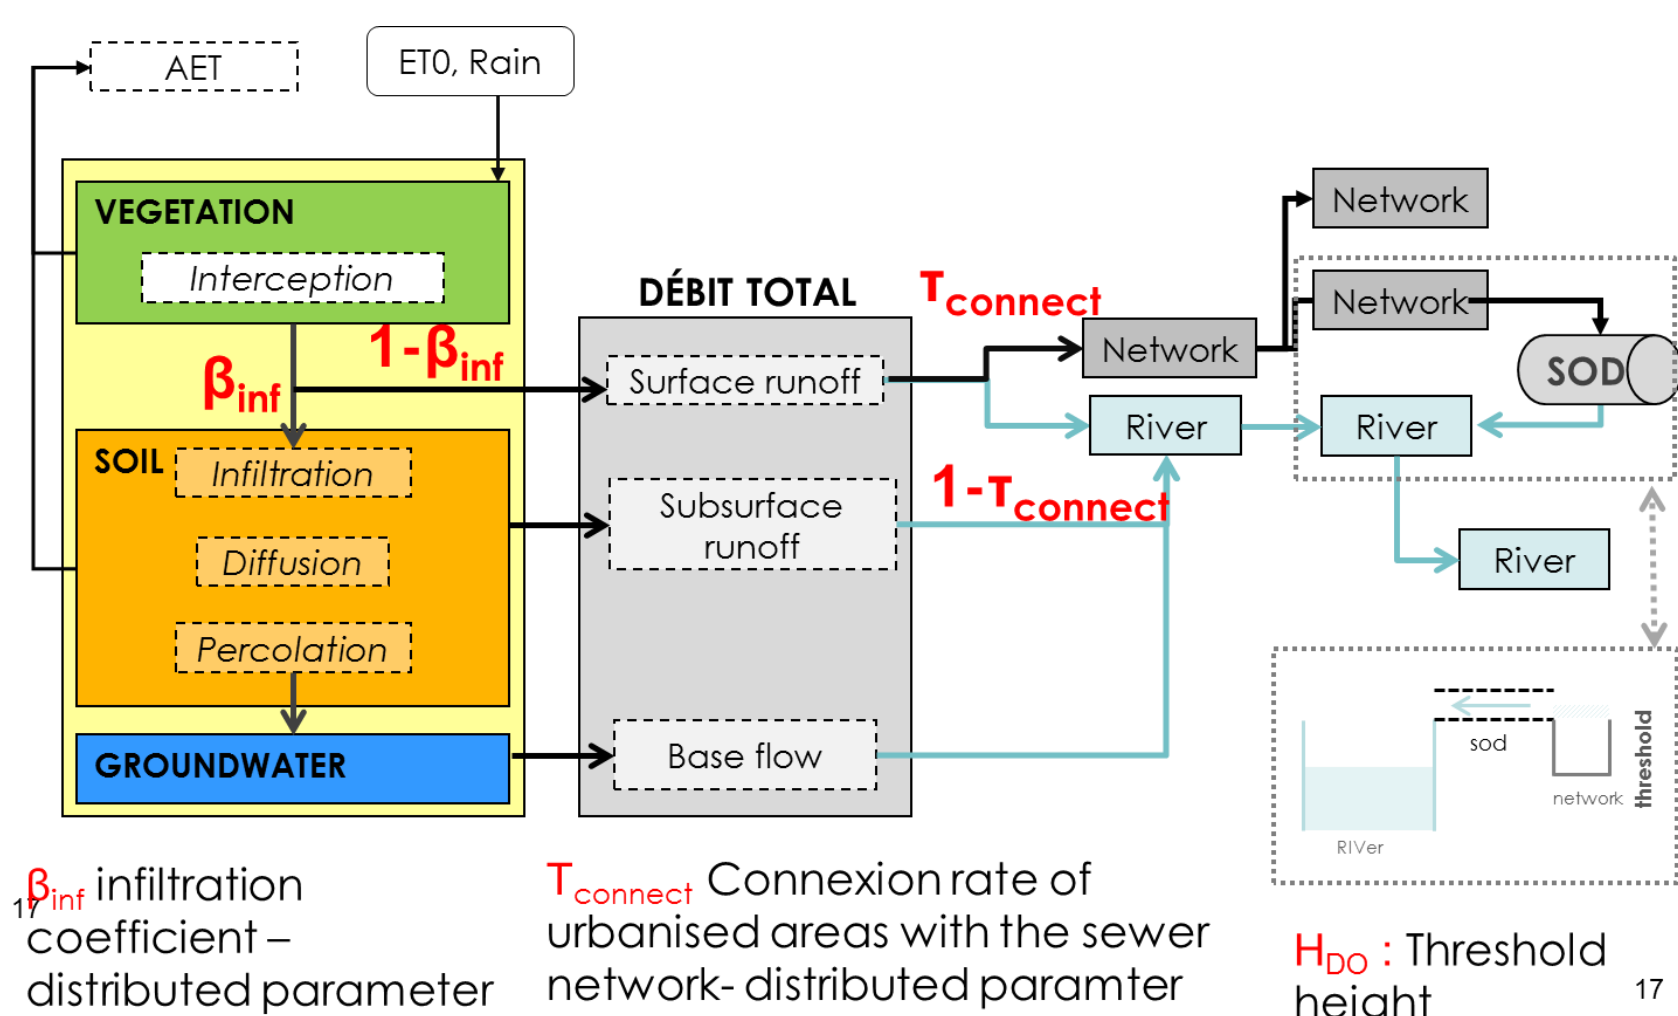 AET
ET0, Rain
VEGETATION
Interception
βinf
1-βinf
SOIL
Infiltration
Diffusion
Percolation
GROUNDWATER
DÉBIT TOTAL
Surface runoff
Subsurface
runoff
Base flow
τconnect
1-τconnect
Network
Network
Network
SOD
River
River
River
sod
threshold
network
RIVer
βinf infiltration
coefficient –
distributed parameter
17
Tconnect Connexion rate of
urbanised areas with the sewer
network- distributed paramter
HDO : Threshold
height
17